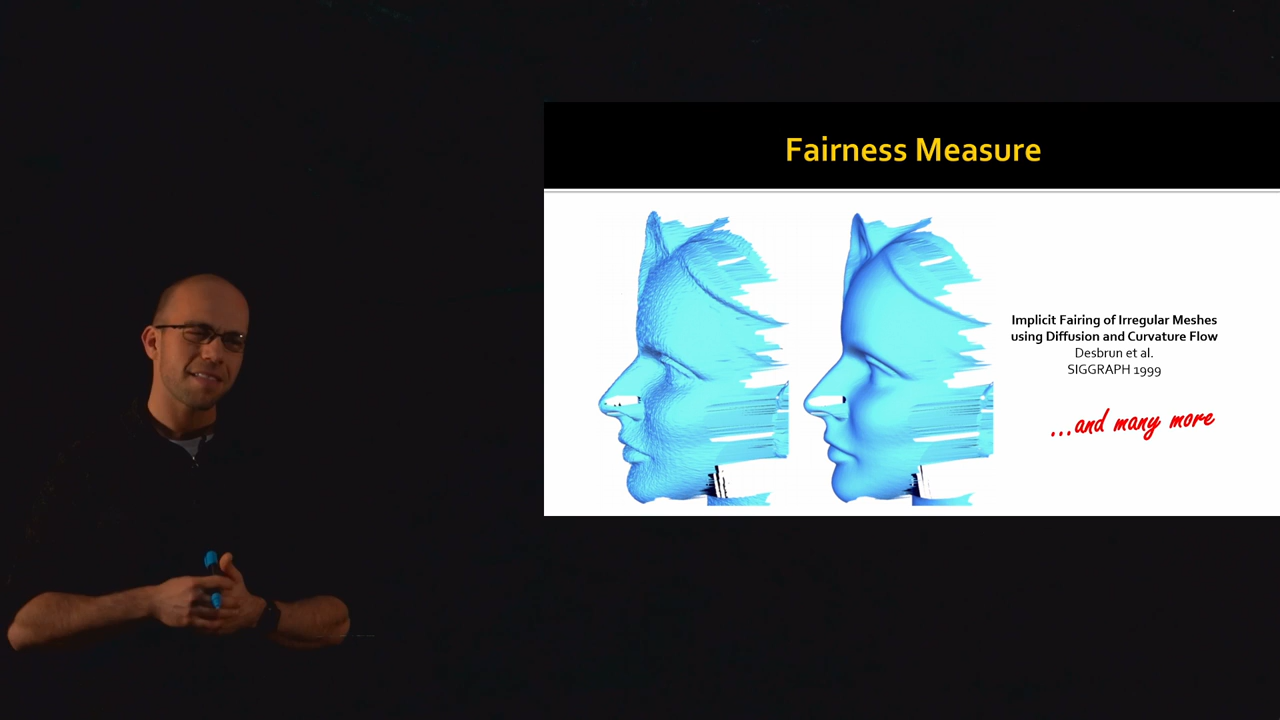 Fairness Measure
Implicit Fairing of Irregular Meshes
using Diffusion and Curvature Flow
Desbrun et al.
SIGGRAPH 1999
...and many more